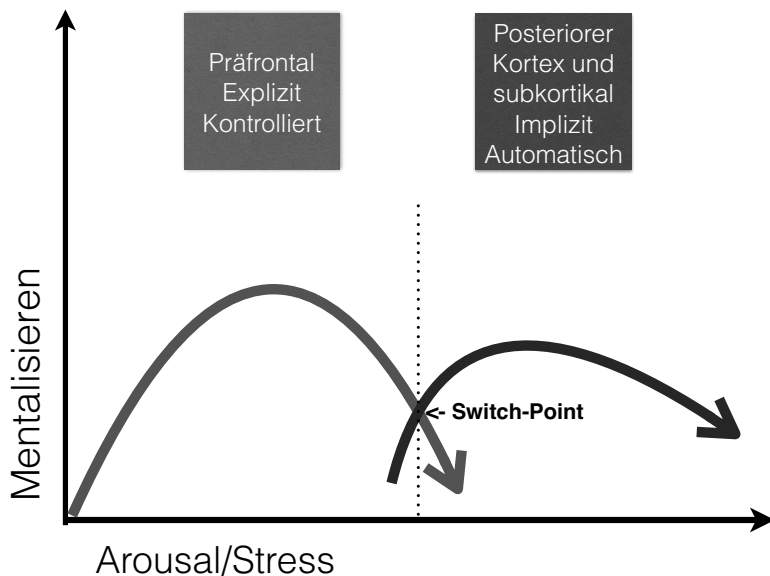 Präfrontal
Explizit
Kontrolliert
Posteriorer
Kortex und
subkortikal
Implizit
Automatisch
Mentalisieren
<- Switch-Point
Arousal/Stress